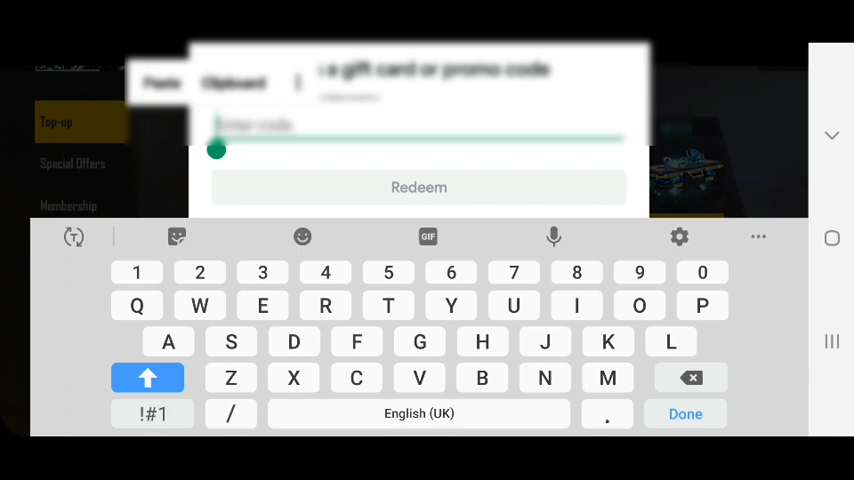 a gift card or promo code
Paste Clipboard
Enter code
Top-up
Special Offers
Membership
Redeem
GIF
1 2 3 4 5 6 7 8 9 0
Q W E R T Y U I O P
A S D F G H J K L
Z X C V B N M
!#1 / English (UK) . Done